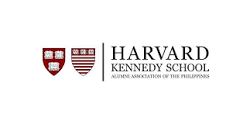 HARVARD
KENNEDY SCHOOL
ALUMNI ASSOCIATION OF THE PHILIPPINES